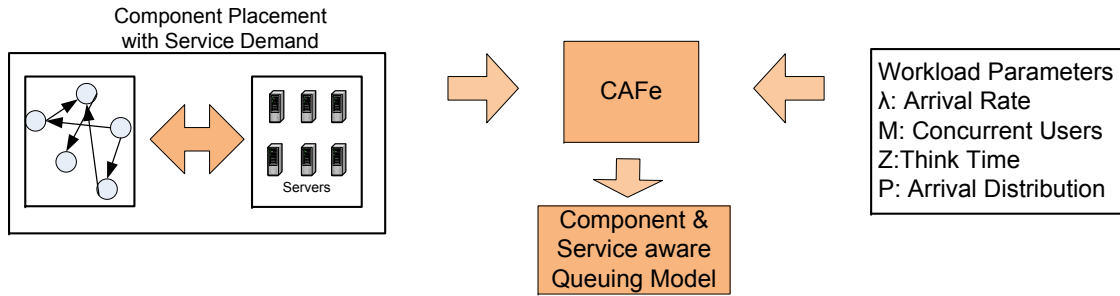 Component Placement
with Service Demand
Servers
CAFe
Component &
Service aware
Queuing Model
Workload Parameters
λ: Arrival Rate
M: Concurrent Users
Z:Think Time
P: Arrival Distribution